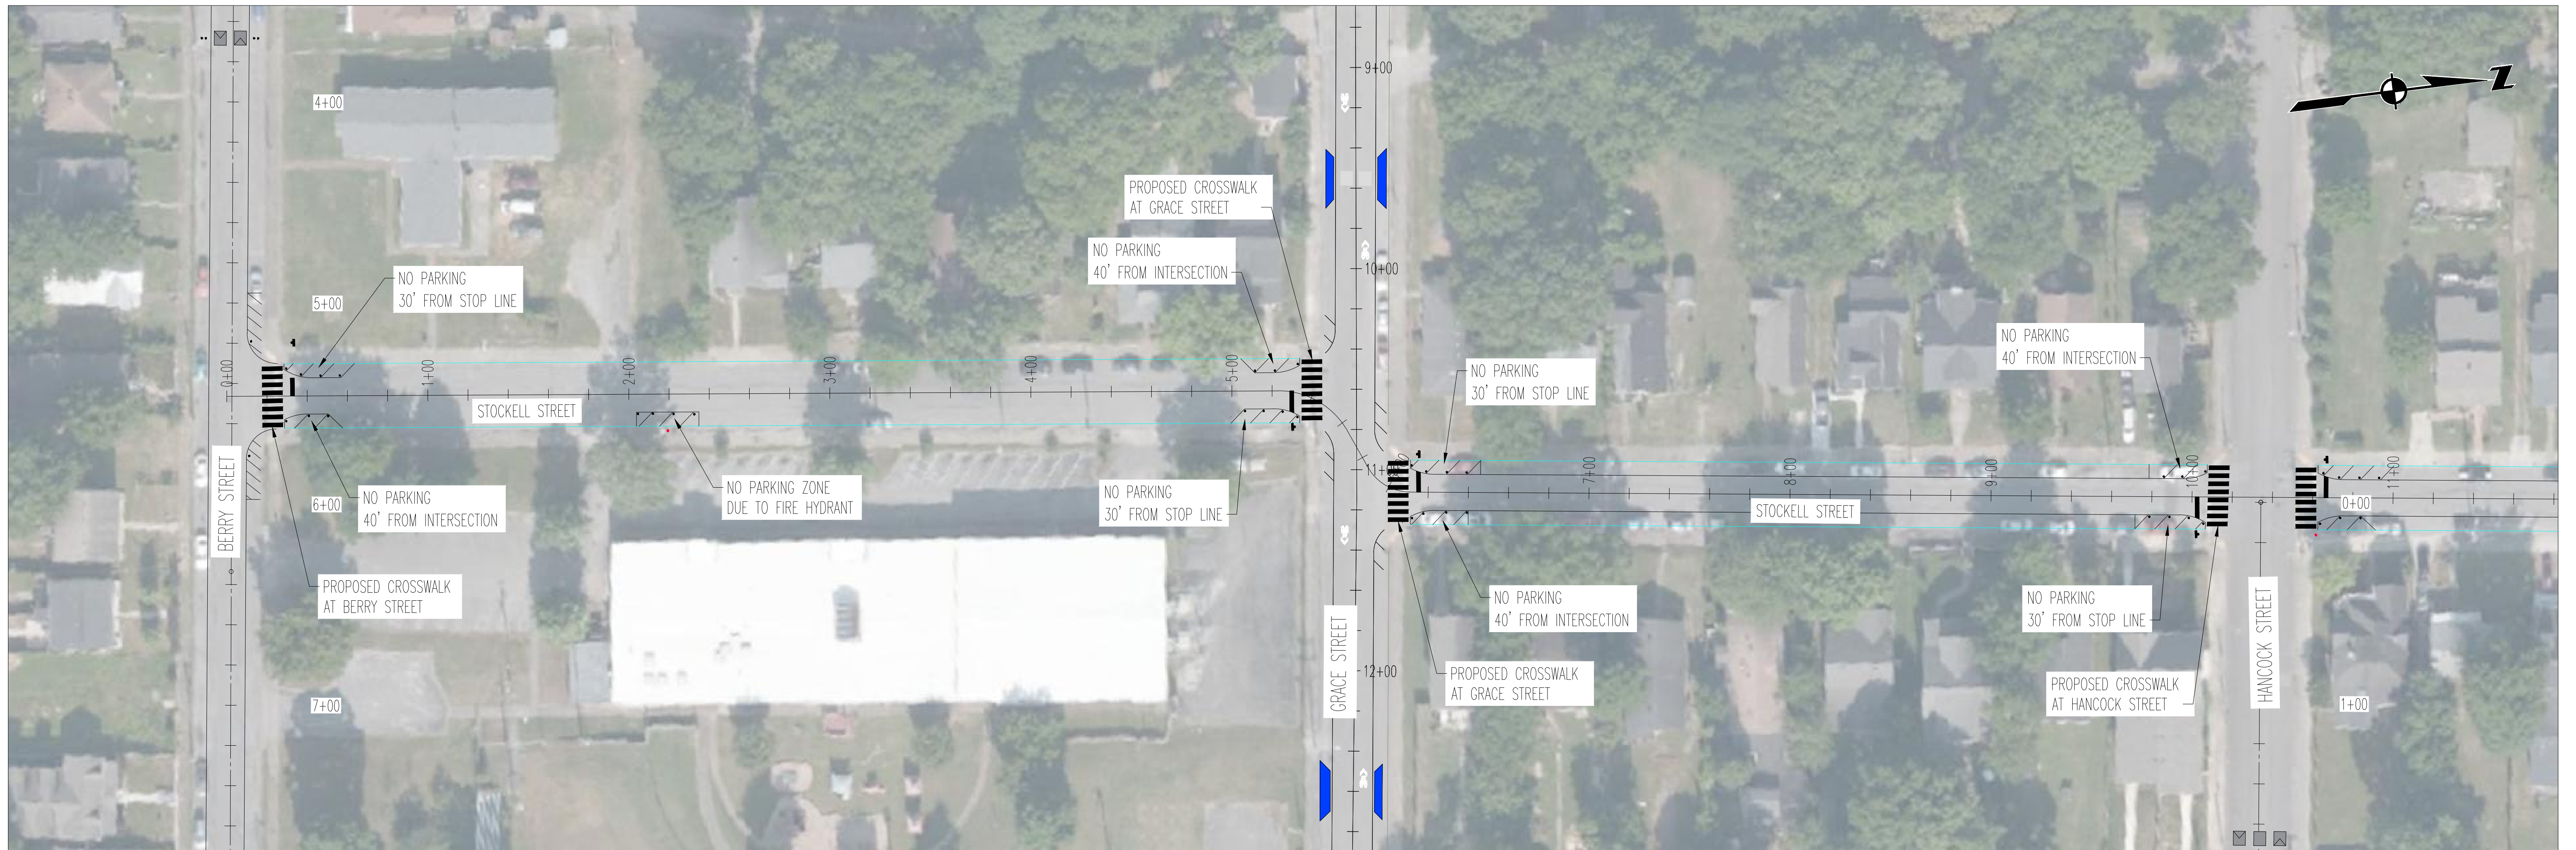 4+00
9+00
Z
PROPOSED CROSSWALK
AT GRACE STREET
NO PARKING
40' FROM INTERSECTION
10+00
NO PARKING
30' FROM STOP LINE
5+00
NO PARKING
40' FROM INTERSECTION
NO PARKING
30' FROM STOP LINE
0+00
1+00
2+00
3+00
4+00
5+00
STOCKELL STREET
11+00
7+00
8+00
9+00
10+00
1+00
STOCKELL STREET
0+00
BERRY STREET
6+00
NO PARKING
40' FROM INTERSECTION
NO PARKING ZONE
DUE TO FIRE HYDRANT
NO PARKING
30' FROM STOP LINE
PROPOSED CROSSWALK
AT BERRY STREET
NO PARKING
40' FROM INTERSECTION
NO PARKING
30' FROM STOP LINE
GRACE STREET
HANCOCK STREET
12+00
PROPOSED CROSSWALK
AT GRACE STREET
PROPOSED CROSSWALK
AT HANCOCK STREET
7+00
1+00